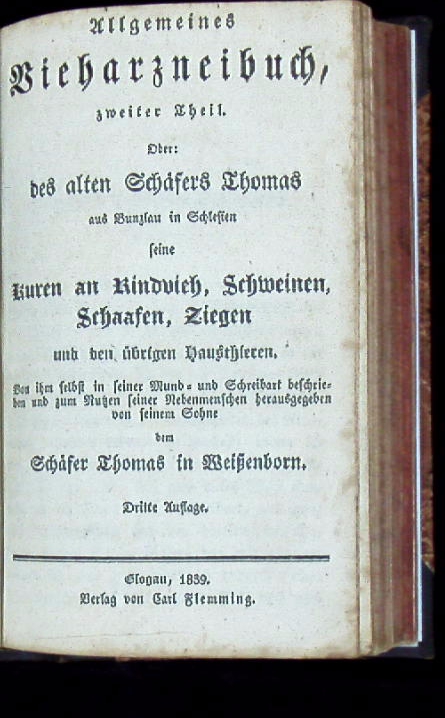 Allgemeines
Vieharzneibuch,
zweiter Theil.
Oder:
des alten Schäfers Thomas
aus Bunzlau in Schlesien
seine
Kuren an Rindvieh, Schweinen,
Schaafen, Ziegen
und den übrigen Hausthieren.
Von ihm selbst in seiner Mund- und Schreibart beschrie-
ben und zum Nutzen seiner Nebenmenschen herausgegeben
von seinem Sohne
dem
Schäfer Thomas in Weißenborn.
Dritte Auflage.
Glogau, 1839.
Verlag von Carl Flemming.